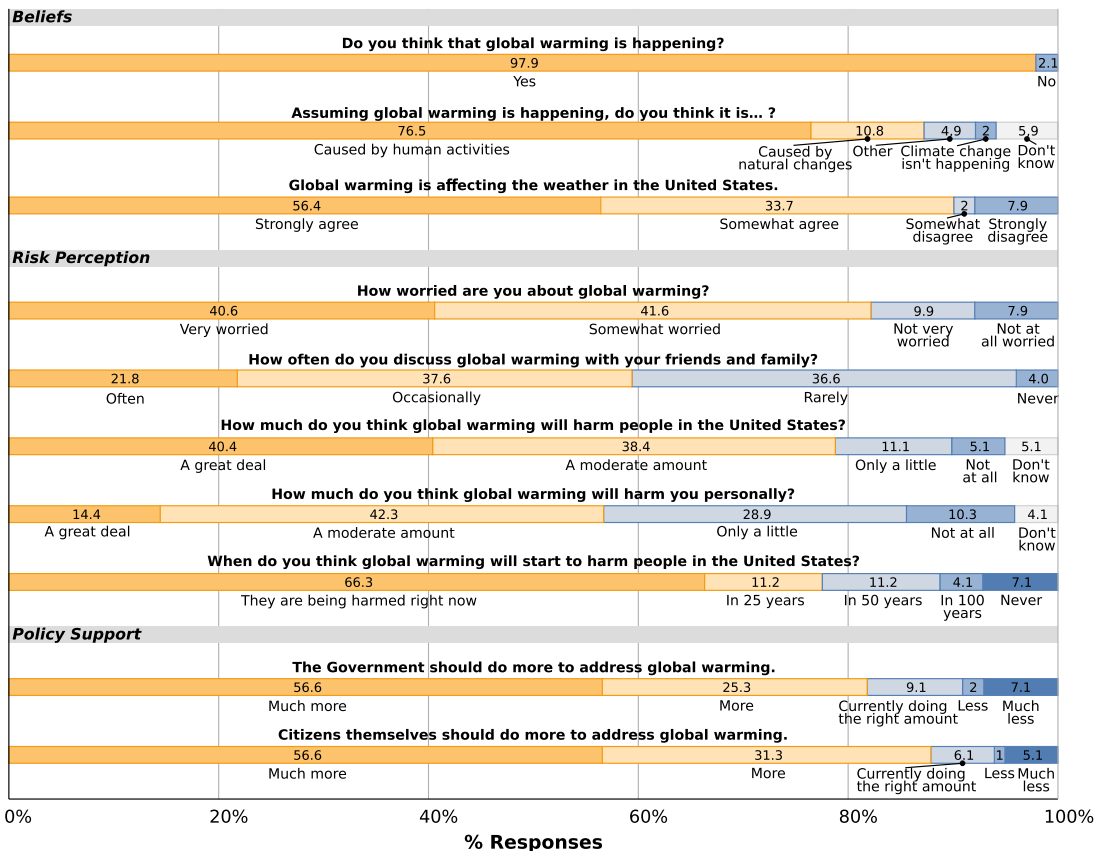 Beliefs
Do you think that global warming is happening?
97.9 2.1
Yes No
Assuming global warming is happening, do you think it is... ?
76.5 10.8 4.9 2 5.9
Caused by human activities Caused by Other Climate change Don't
natural changes isn't happening know
Global warming is affecting the weather in the United States.
56.4 33.7 2 7.9
Strongly agree Somewhat agree Somewhat Strongly
disagree disagree
Risk Perception
How worried are you about global warming?
40.6 41.6 9.9 7.9
Very worried Somewhat worried Not very Not at
worried all worried
How often do you discuss global warming with your friends and family?
21.8 37.6 36.6 4.0
Often Occasionally Rarely Never
How much do you think global warming will harm people in the United States?
40.4 38.4 11.1 5.1 5.1
A great deal A moderate amount Only a little Not Don't
at all know
How much do you think global warming will harm you personally?
14.4 42.3 28.9 10.3 4.1
A great deal A moderate amount Only a little Not at all Don't
know
When do you think global warming will start to harm people in the United States?
66.3 11.2 11.2 4.1 7.1
They are being harmed right now In 25 years In 50 years In 100 Never
years
Policy Support
The Government should do more to address global warming.
56.6 25.3 9.1 2 7.1
Much more More Currently doing Less Much
the right amount less
Citizens themselves should do more to address global warming.
56.6 31.3 6.1 1 5.1
Much more More Currently doing Less Much
the right amount less
0% 20% 40% 60% 80% 100%
% Responses